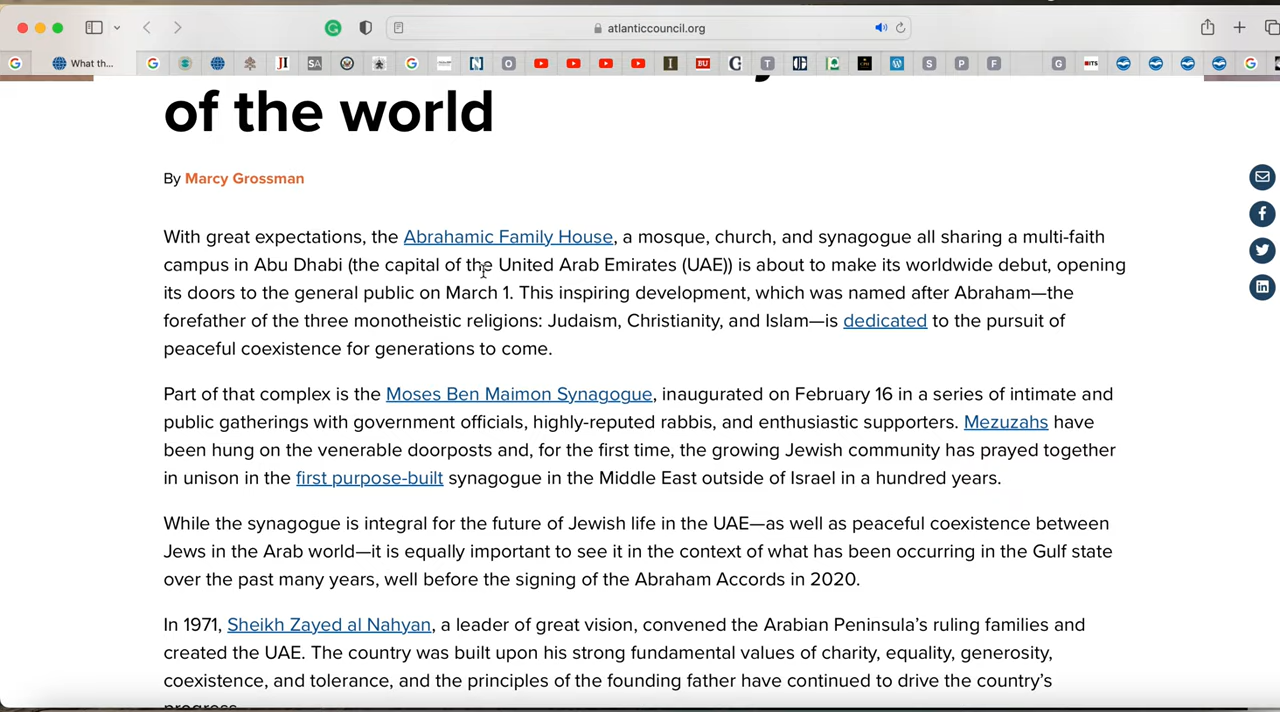 atlanticcouncil.org
What th...
of the world
By Marcy Grossman
With great expectations, the Abrahamic Family House, a mosque, church, and synagogue all sharing a multi-faith
campus in Abu Dhabi (the capital of the United Arab Emirates (UAE)) is about to make its worldwide debut, opening
its doors to the general public on March 1. This inspiring development, which was named after Abraham—the
forefather of the three monotheistic religions: Judaism, Christianity, and Islam—is dedicated to the pursuit of
peaceful coexistence for generations to come.
Part of that complex is the Moses Ben Maimon Synagogue, inaugurated on February 16 in a series of intimate and
public gatherings with government officials, highly-reputed rabbis, and enthusiastic supporters. Mezuzahs have
been hung on the venerable doorposts and, for the first time, the growing Jewish community has prayed together
in unison in the first purpose-built synagogue in the Middle East outside of Israel in a hundred years.
While the synagogue is integral for the future of Jewish life in the UAE—as well as peaceful coexistence between
Jews in the Arab world—it is equally important to see it in the context of what has been occurring in the Gulf state
over the past many years, well before the signing of the Abraham Accords in 2020.
In 1971, Sheikh Zayed al Nahyan, a leader of great vision, convened the Arabian Peninsula's ruling families and
created the UAE. The country was built upon his strong fundamental values of charity, equality, generosity,
coexistence, and tolerance, and the principles of the founding father have continued to drive the country's
progress.